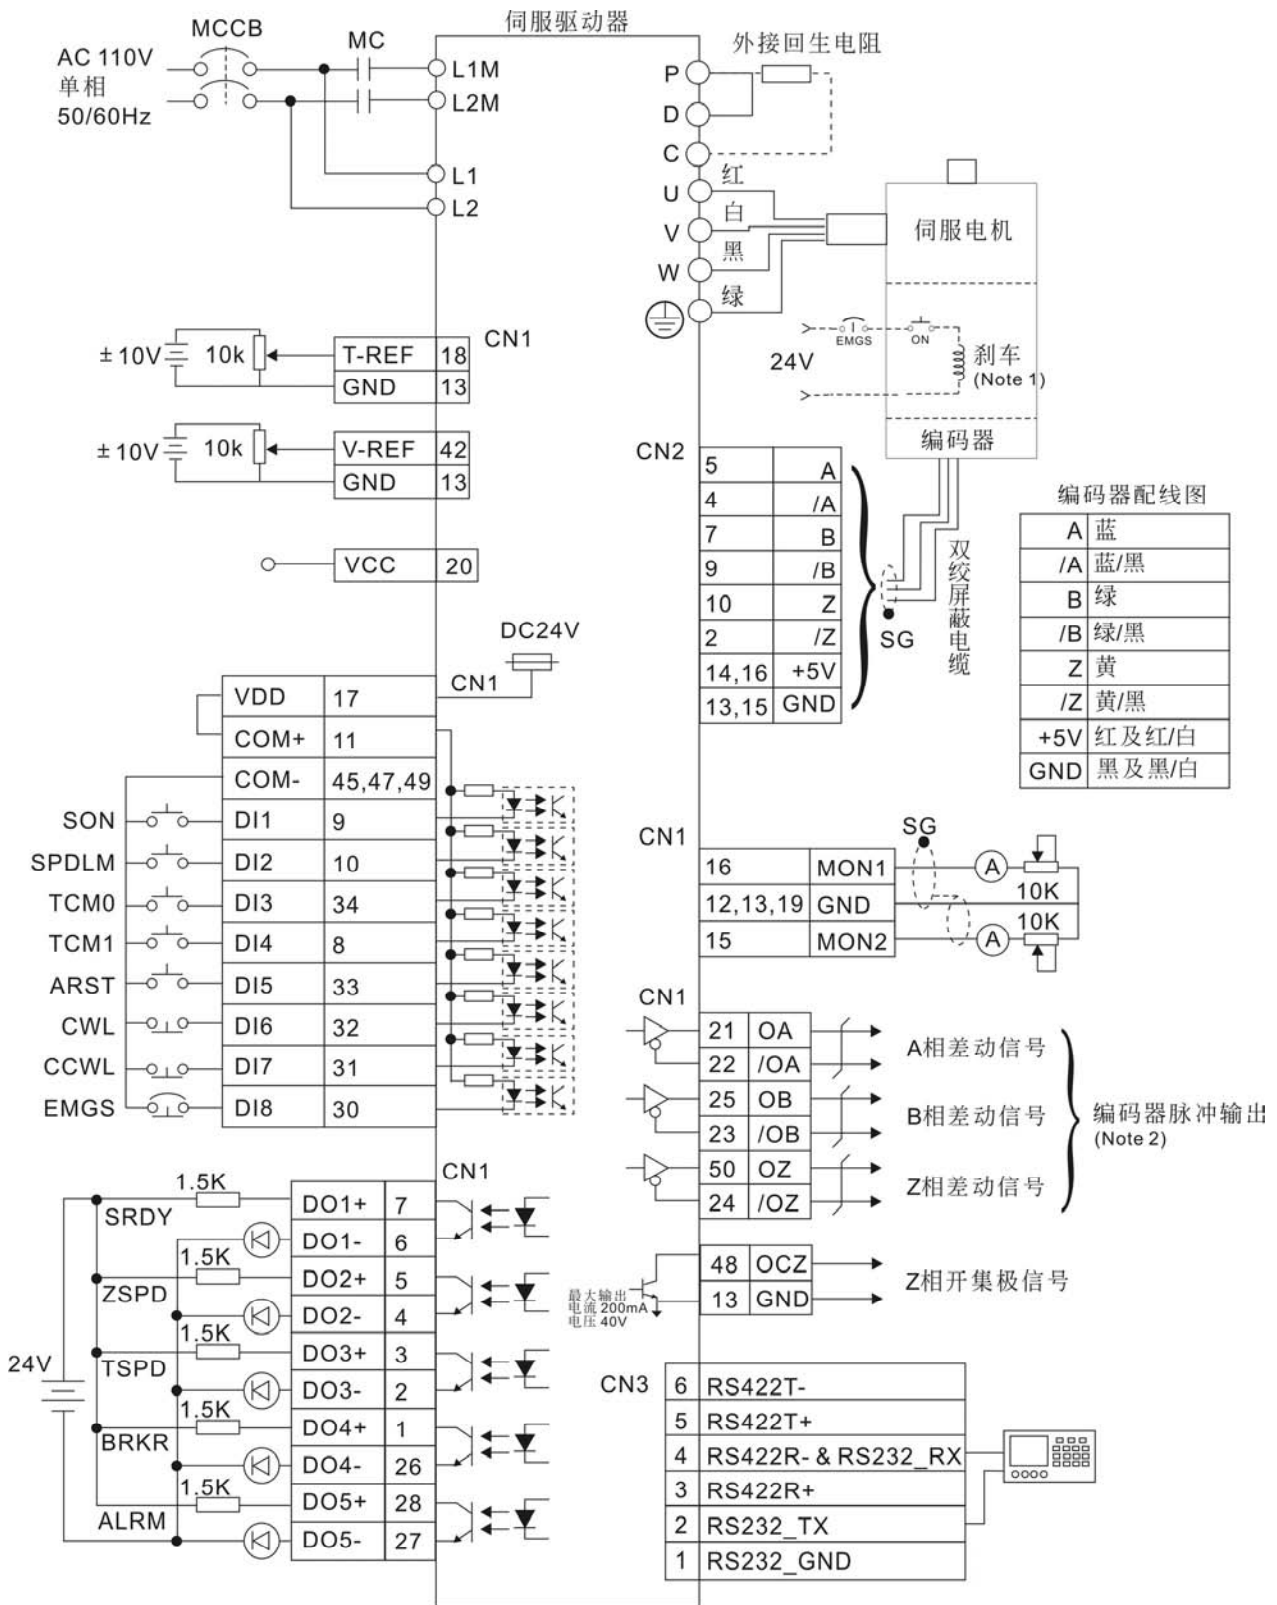 伺服驱动器
MCCB
MC
AC 110V
单相
50/60Hz
L1M
L2M
L1
L2
外接回生电阻
P
D
C
U 红
V 白
W 黑
绿
伺服电机
24V
EMGS
ON
刹车
(Note 1)
编码器
CN1
±10V 10k T-REF 18
GND 13
±10V 10k V-REF 42
GND 13
VCC 20
CN2
5 A
4 /A
7 B
9 /B
10 Z
2 /Z
14,16 +5V
13,15 GND
SG
双绞屏蔽电缆
编码器配线图
A 蓝
/A 蓝/黑
B 绿
/B 绿/黑
Z 黄
/Z 黄/黑
+5V 红及红/白
GND 黑及黑/白
DC24V
CN1
VDD 17
COM+ 11
COM- 45,47,49
SON DI1 9
SPDLM DI2 10
TCM0 DI3 34
TCM1 DI4 8
ARST DI5 33
CWL DI6 32
CCWL DI7 31
EMGS DI8 30
CN1
SG
16 MON1 A
10K
12,13,19 GND
10K
15 MON2 A
CN1
21 OA
22 /OA
A相差动信号
25 OB
23 /OB
B相差动信号
50 OZ
24 /OZ
Z相差动信号
编码器脉冲输出
(Note 2)
48 OCZ
13 GND
Z相开集极信号
最大输出
电流 200mA
电压 40V
CN1
24V
1.5K
SRDY
DO1+ 7
DO1- 6
1.5K
ZSPD
DO2+ 5
DO2- 4
1.5K
TSPD
DO3+ 3
DO3- 2
1.5K
BRKR
DO4+ 1
DO4- 26
1.5K
ALRM
DO5+ 28
DO5- 27
CN3
6 RS422T-
5 RS422T+
4 RS422R- & RS232_RX
3 RS422R+
2 RS232_TX
1 RS232_GND